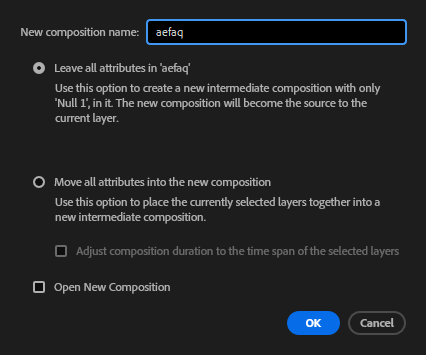 New composition name: aefaq
Leave all attributes in 'aefaq'
Use this option to create a new intermediate composition with only
'Null 1', in it. The new composition will become the source to the
current layer.
Move all attributes into the new composition
Use this option to place the currently selected layers together into a
new intermediate composition.
Adjust composition duration to the time span of the selected layers
Open New Composition
OK Cancel